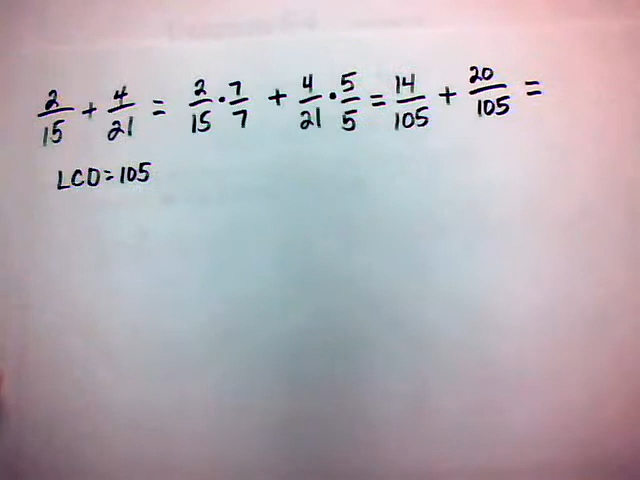 2/15 + 4/21 = 2/15 · 7/7 + 4/21 · 5/5 = 14/105 + 20/105 =
LCD = 105